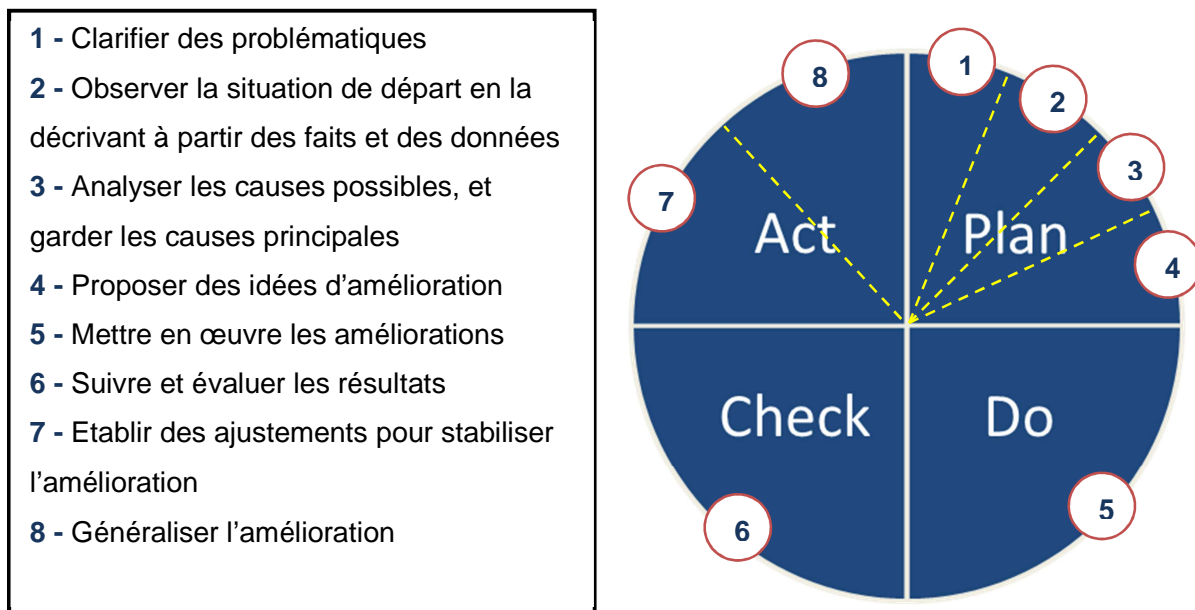 1 - Clarifier des problématiques
2 - Observer la situation de départ en la
décrivant à partir des faits et des données
3 - Analyser les causes possibles, et
garder les causes principales
4 - Proposer des idées d’amélioration
5 - Mettre en œuvre les améliorations
6 - Suivre et évaluer les résultats
7 - Etablir des ajustements pour stabiliser
l’amélioration
8 - Généraliser l’amélioration
8
1
2
3
7
Act
Plan
4
Check
Do
5
6